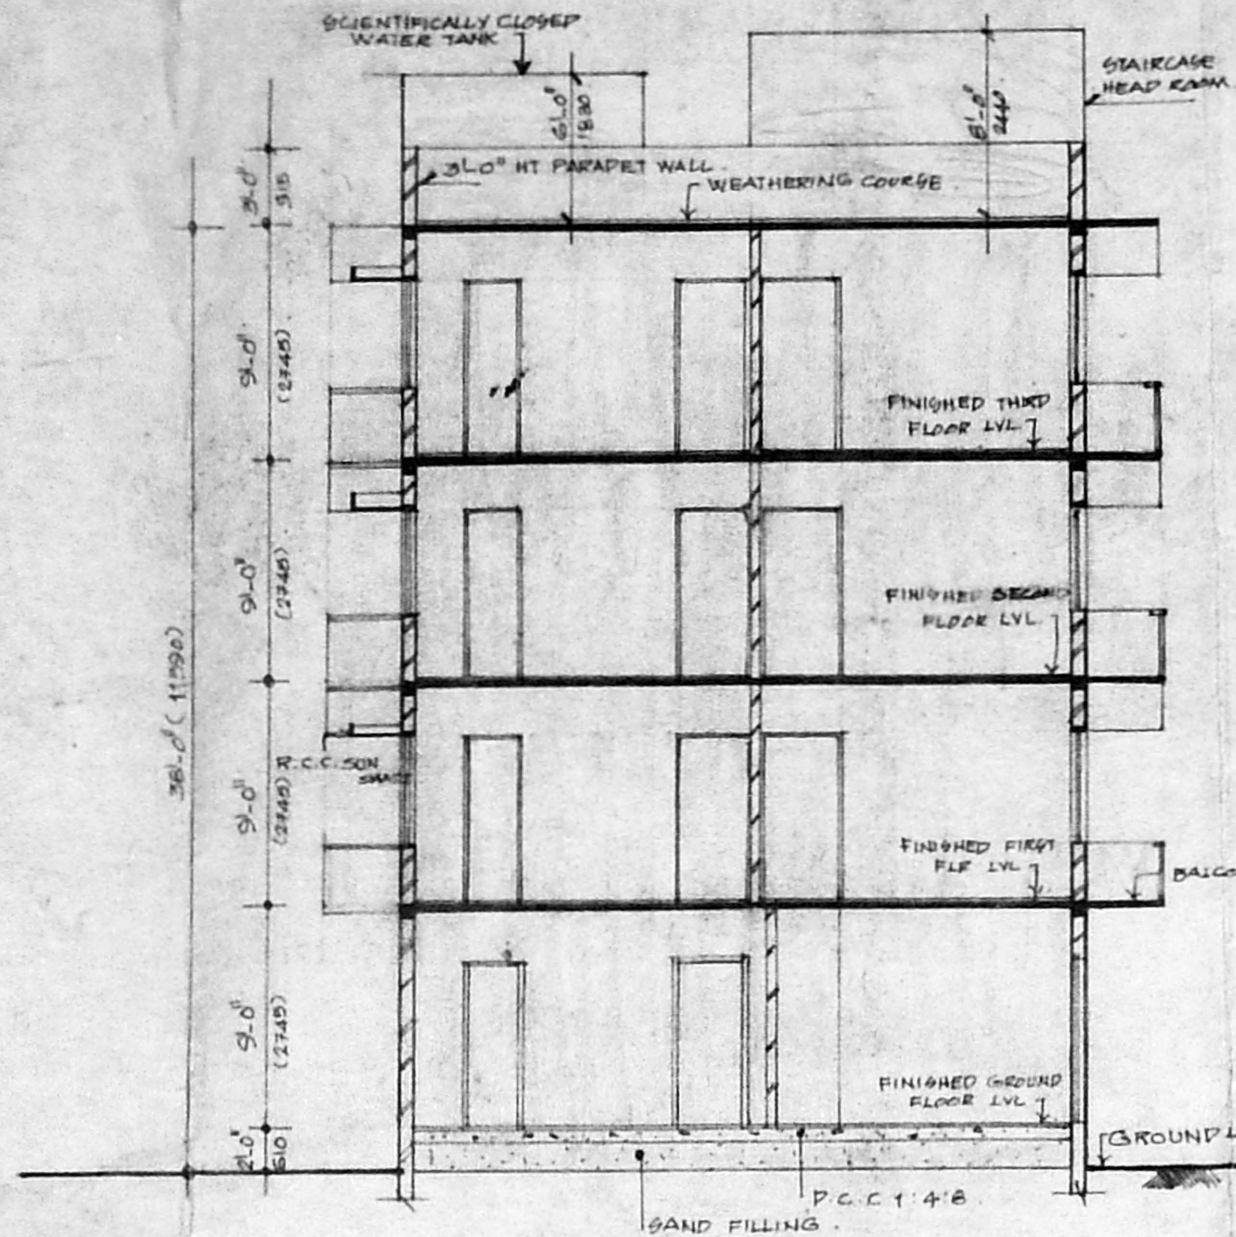 SCIENTIFICALLY CLOSED
WATER TANK
STAIRCASE
HEAD ROOM
6'-0"
1830
8'-0"
2440
3'-0" HT PARAPET WALL.
WEATHERING COURSE.
3'-0"
915
9'-0"
(2745).
FINISHED THIRD
FLOOR LVL
9'-0"
(2745).
FINISHED SECOND
FLOOR LVL.
38'-0" (11590)
R.C.C. SUN
9'-0"
(2745)
FINISHED FIRST
FLR LVL
BALCO
9'-0"
(2745)
FINISHED GROUND
FLOOR LVL
2'-0"
610
GROUND L
P.C.C 1:4:8.
SAND FILLING.